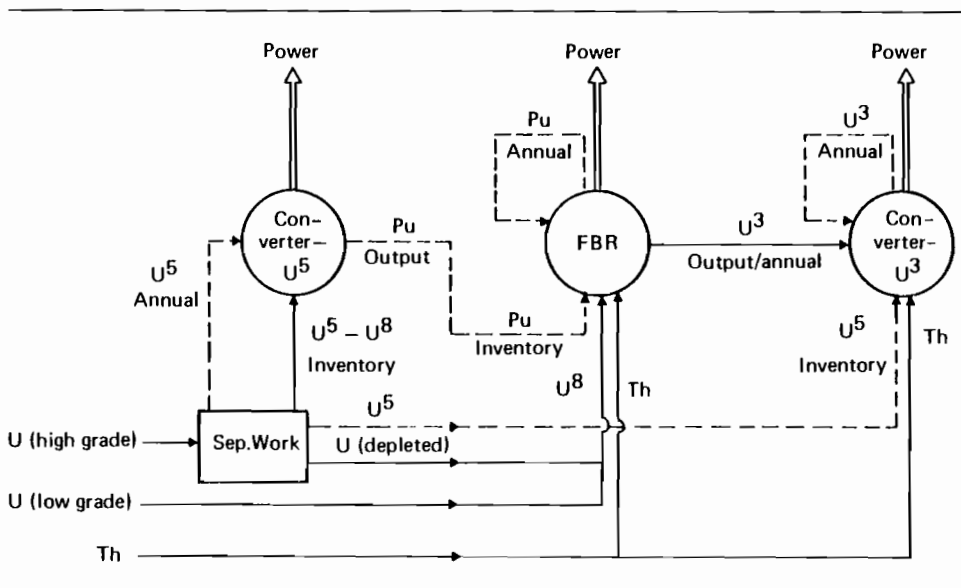 Power
Power
Power
Pu
Annual
U³
Annual
Con-
verter–
U⁵
Pu
Output
FBR
U³
Output/annual
Con-
verter-
U³
U⁵
Annual
U⁵ – U⁸
Inventory
Pu
Inventory
U⁸
Th
U⁵
Inventory
Th
U (high grade)
Sep.Work
U⁵
U (depleted)
U (low grade)
Th